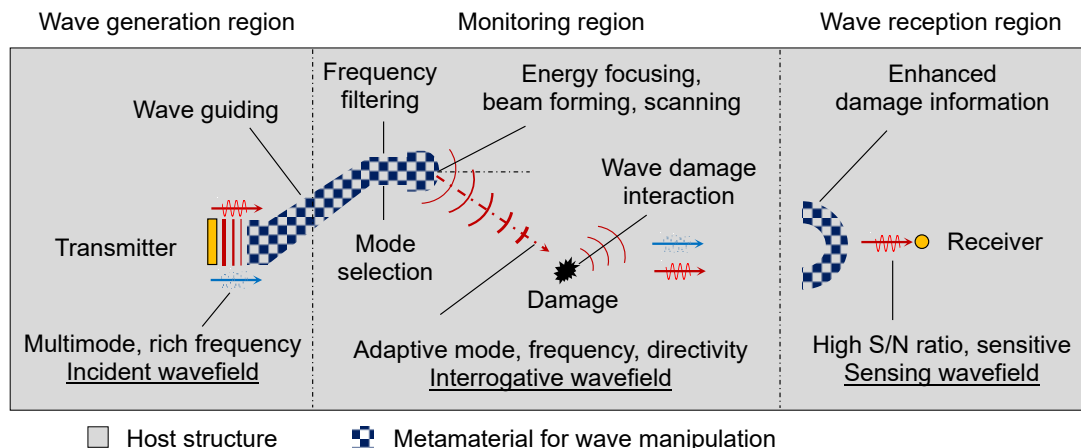 Wave generation region
Monitoring region
Wave reception region
Wave guiding
Frequency
filtering
Energy focusing,
beam forming, scanning
Enhanced
damage information
Wave damage
interaction
Transmitter
Mode
selection
Damage
Receiver
Multimode, rich frequency
Incident wavefield
Adaptive mode, frequency, directivity
Interrogative wavefield
High S/N ratio, sensitive
Sensing wavefield
Host structure
Metamaterial for wave manipulation